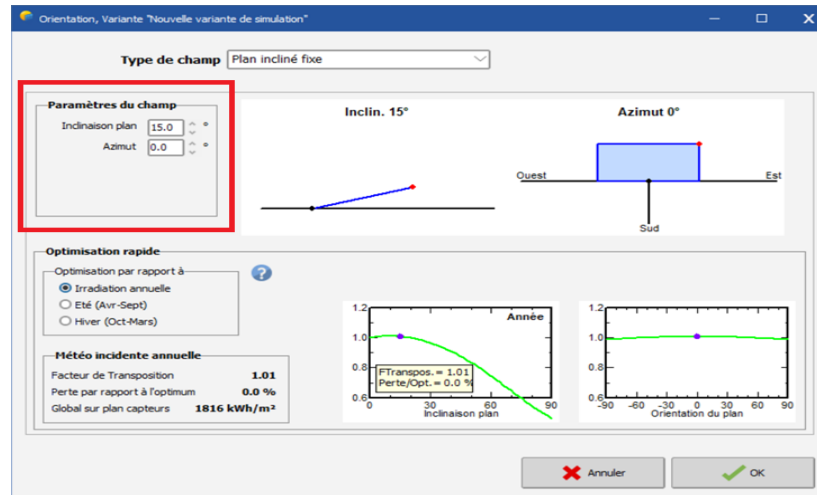 Orientation, Variante "Nouvelle variante de simulation"
Type de champ Plan incliné fixe
Paramètres du champ
Inclinaison plan 15.0 °
Azimut 0.0 °
Inclin. 15°
Azimut 0°
Ouest
Est
Sud
Optimisation rapide
Optimisation par rapport à
Irradiation annuelle
Eté (Avr-Sept)
Hiver (Oct-Mars)
?
Météo incidente annuelle
Facteur de Transposition 1.01
Perte par rapport à l'optimum 0.0 %
Global sur plan capteurs 1816 kWh/m²
Année
1.2
1.0
0.8
0.6
FTranspos. = 1.01
Perte/Opt. = 0.0 %
0 30 60 90
Inclinaison plan
1.2
1.0
0.8
0.6
-90 -60 -30 0 30 60 90
Orientation du plan
Annuler
OK